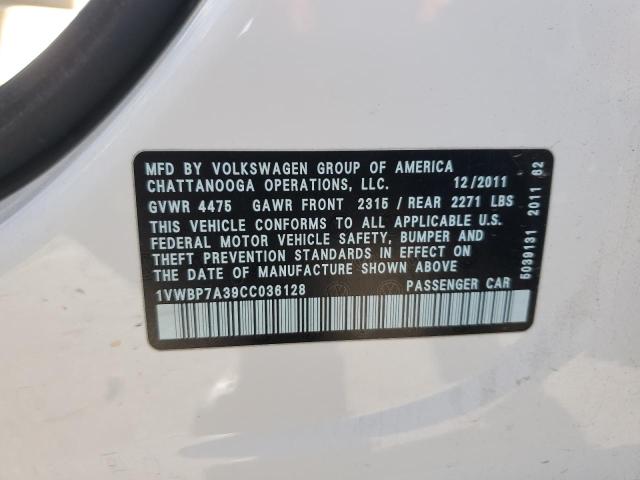 MFD BY VOLKSWAGEN GROUP OF AMERICA
CHATTANOOGA OPERATIONS, LLC. 12/2011
GVWR 4475 GAWR FRONT 2315 / REAR 2271 LBS
THIS VEHICLE CONFORMS TO ALL APPLICABLE U.S.
FEDERAL MOTOR VEHICLE SAFETY, BUMPER AND
THEFT PREVENTION STANDARDS IN EFFECT ON
THE DATE OF MANUFACTURE SHOWN ABOVE
1VWBP7A39CC036128 PASSENGER CAR
5039131 2011 62